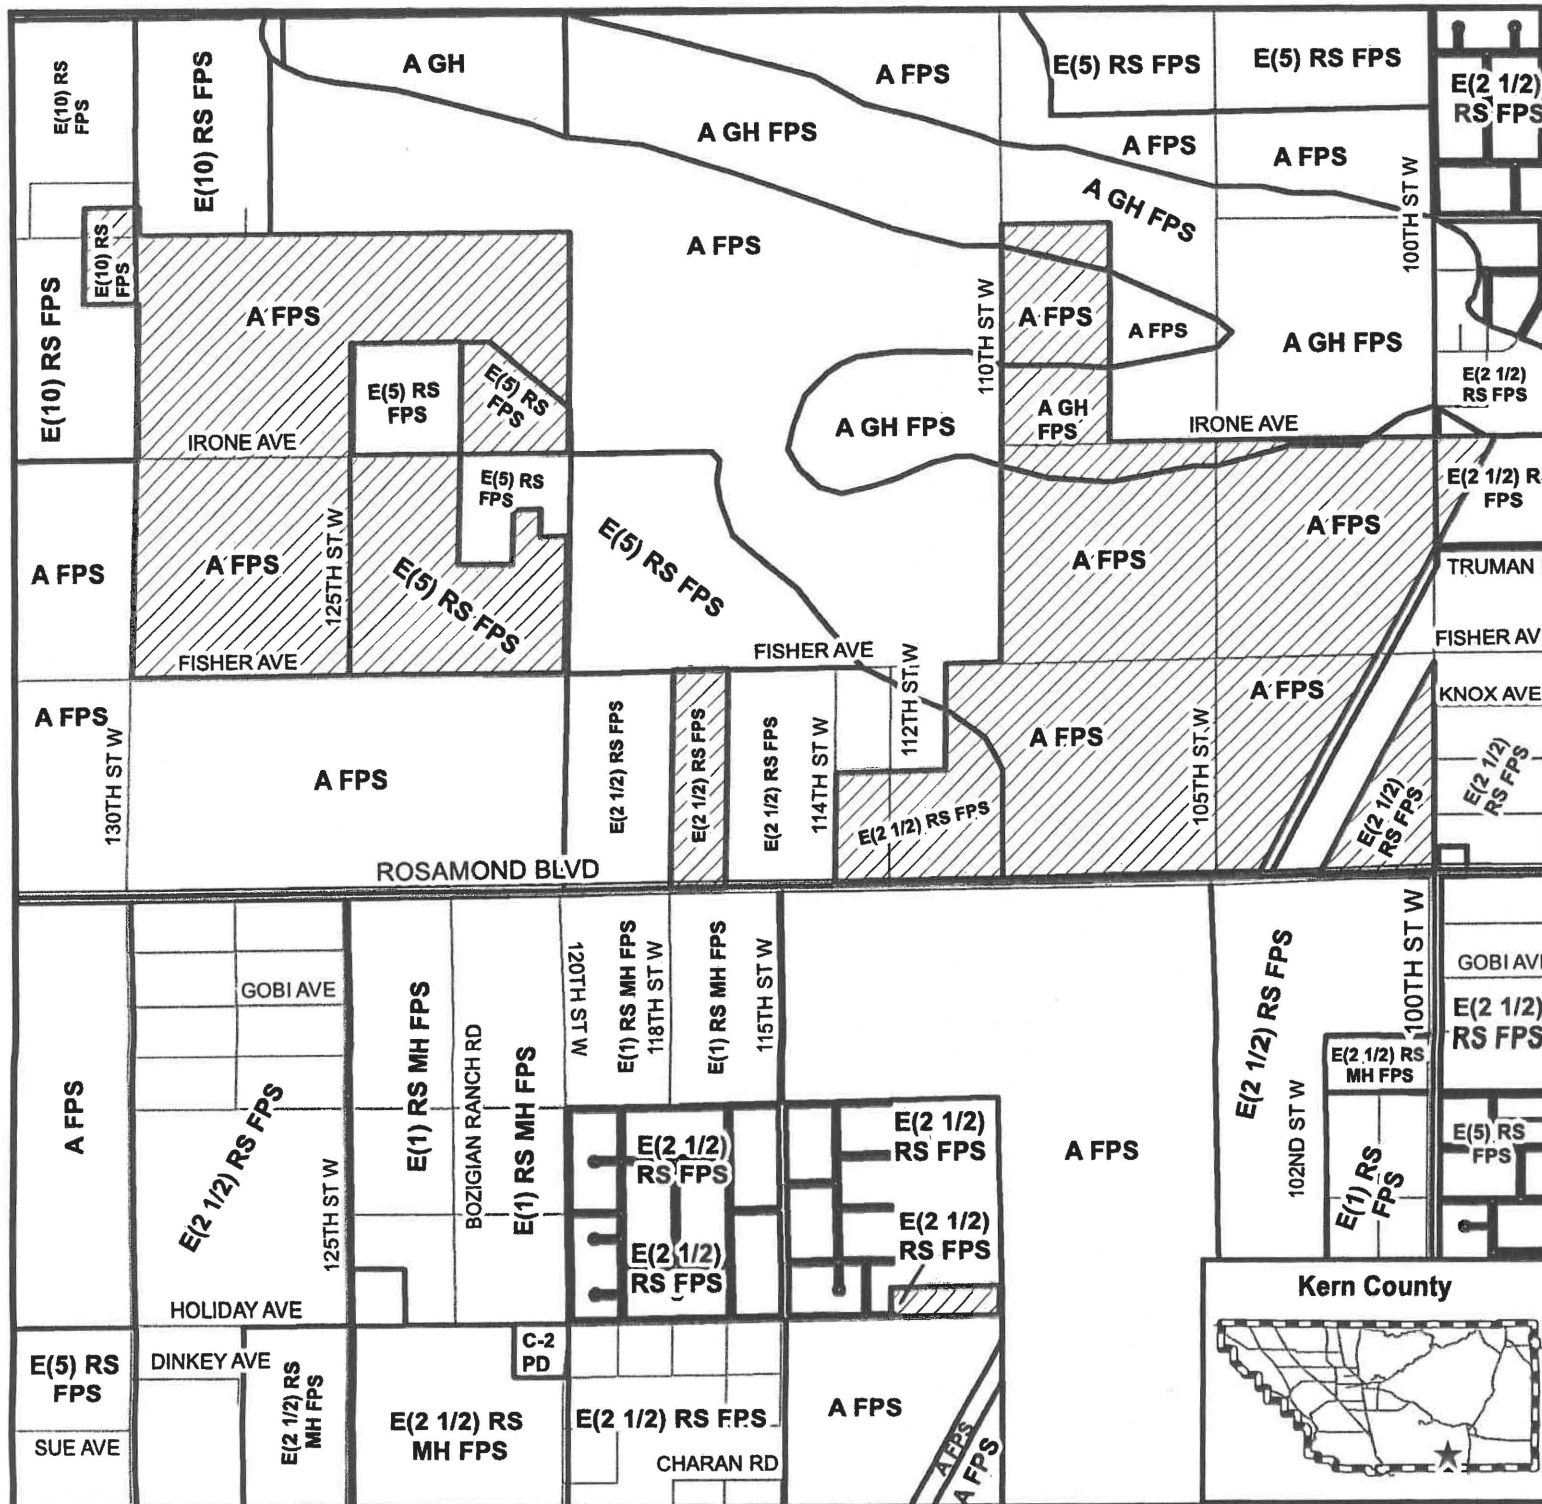 E(10) RS
FPS
E(10) RS FPS
A GH
A FPS
E(5) RS FPS
E(5) RS FPS
E(2 1/2)
RS FPS
A GH FPS
A FPS
A FPS
A GH FPS
100TH ST W
E(10) RS
FPS
E(10) RS FPS
A FPS
A FPS
110TH ST W
A FPS
A FPS
A GH FPS
E(2 1/2)
RS FPS
E(5) RS
FPS
E(5) RS
FPS
A GH FPS
A GH
FPS
IRONE AVE
IRONE AVE
E(5) RS
FPS
E(2 1/2) RS
FPS
A FPS
A FPS
125TH ST W
E(5) RS FPS
E(5) RS FPS
A FPS
A FPS
TRUMAN
FISHER AVE
FISHER AVE
FISHER AV
A FPS
130TH ST W
A FPS
E(2 1/2) RS FPS
E(2 1/2) RS FPS
E(2 1/2) RS FPS
114TH ST W
112TH ST W
A FPS
105TH ST W
A FPS
KNOX AVE
E(2 1/2) RS FPS
E(2 1/2)
RS FPS
E(2 1/2)
RS FPS
ROSAMOND BLVD
A FPS
GOBI AVE
E(2 1/2) RS FPS
125TH ST W
E(1) RS MH FPS
BOZIGIAN RANCH RD
E(1) RS MH FPS
120TH ST W
E(1) RS MH FPS
118TH ST W
E(1) RS MH FPS
115TH ST W
A FPS
E(2 1/2) RS FPS
102ND ST W
100TH ST W
GOBI AVE
E(2 1/2)
RS FPS
E(2 1/2) RS
MH FPS
E(1) RS
FPS
E(5) RS
FPS
E(2 1/2)
RS FPS
E(2 1/2)
RS FPS
E(2 1/2)
RS FPS
E(2 1/2)
RS FPS
HOLIDAY AVE
Kern County
E(5) RS
FPS
DINKEY AVE
C-2
PD
SUE AVE
E(2 1/2) RS
MH FPS
E(2 1/2) RS
MH FPS
E(2 1/2) RS FPS
CHARAN RD
A FPS
A FPS
A FPS